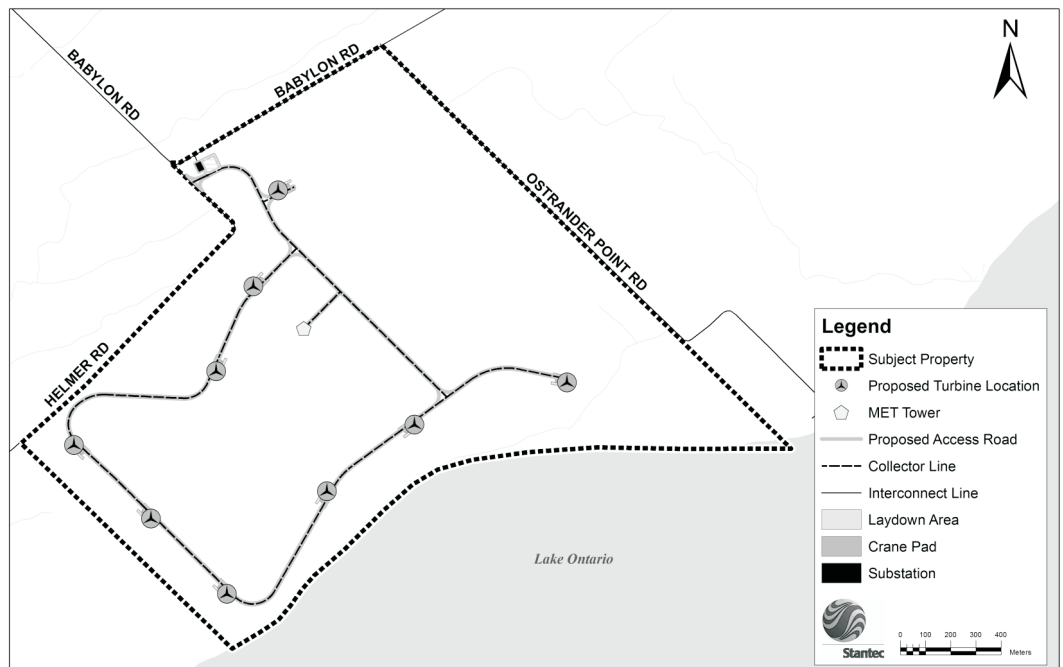 BABYLON RD
BABYLON RD
N
OSTRANDER POINT RD
HELMER RD
Lake Ontario
Legend
Subject Property
Proposed Turbine Location
MET Tower
Proposed Access Road
Collector Line
Interconnect Line
Laydown Area
Crane Pad
Substation
Stantec
0 100 200 300 400
Meters